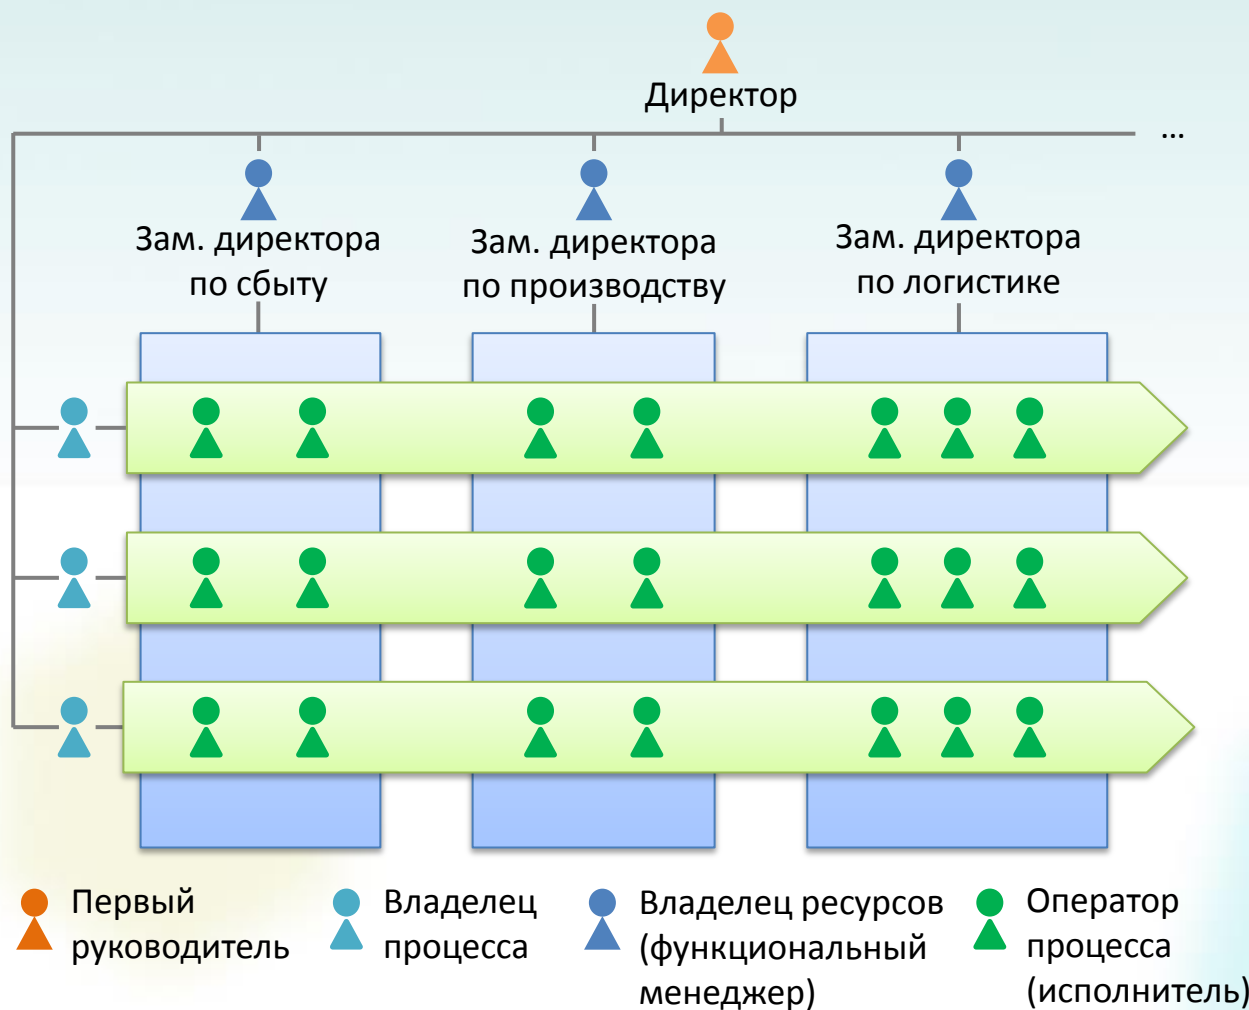 Директор
...
Зам. директора
по сбыту
Зам. директора
по производству
Зам. директора
по логистике
Первый
руководитель
Владелец
процесса
Владелец ресурсов
(функциональный
менеджер)
Оператор
процесса
(исполнитель)